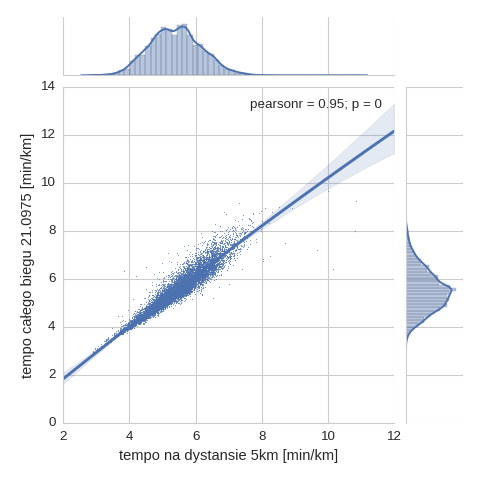 pearsonr = 0.95; p = 0
14
12
10
8
6
4
2
0
tempo całego biegu 21.0975 [min/km]
2 4 6 8 10 12
tempo na dystansie 5km [min/km]